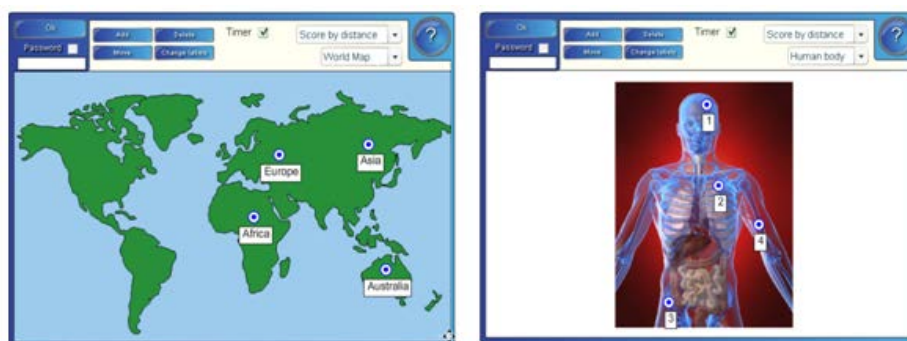 Ok
Password
Add
Delete
Move
Change labels
Timer
Score by distance
World Map
?
Europe
Asia
Africa
Australia
Ok
Password
Add
Delete
Move
Change labels
Timer
Score by distance
Human body
?
1
2
4
3